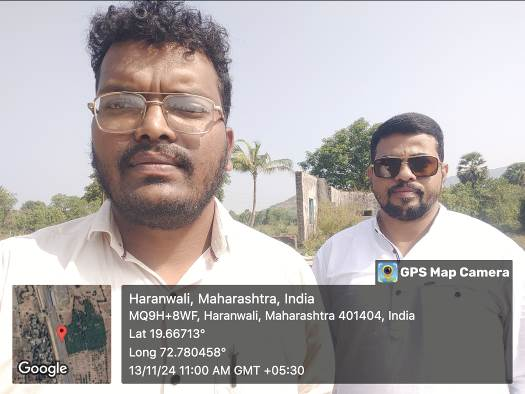 GPS Map Camera
Haranwali, Maharashtra, India
MQ9H+8WF, Haranwali, Maharashtra 401404, India
Lat 19.66713°
Long 72.780458°
13/11/24 11:00 AM GMT +05:30
Google